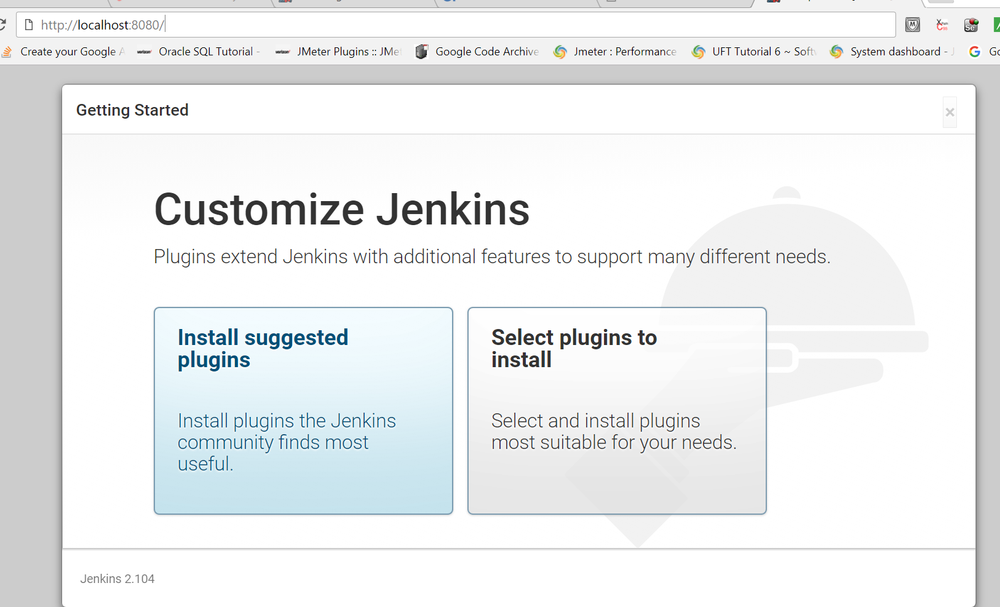 http://localhost:8080/
Create your Google A
Oracle SQL Tutorial -
JMeter Plugins :: JMet
Google Code Archive
Jmeter : Performance
UFT Tutorial 6 ~ Softw
System dashboard - J
Go
Getting Started
×
Customize Jenkins
Plugins extend Jenkins with additional features to support many different needs.
Install suggested
plugins
Install plugins the Jenkins
community finds most
useful.
Select plugins to
install
Select and install plugins
most suitable for your needs.
Jenkins 2.104